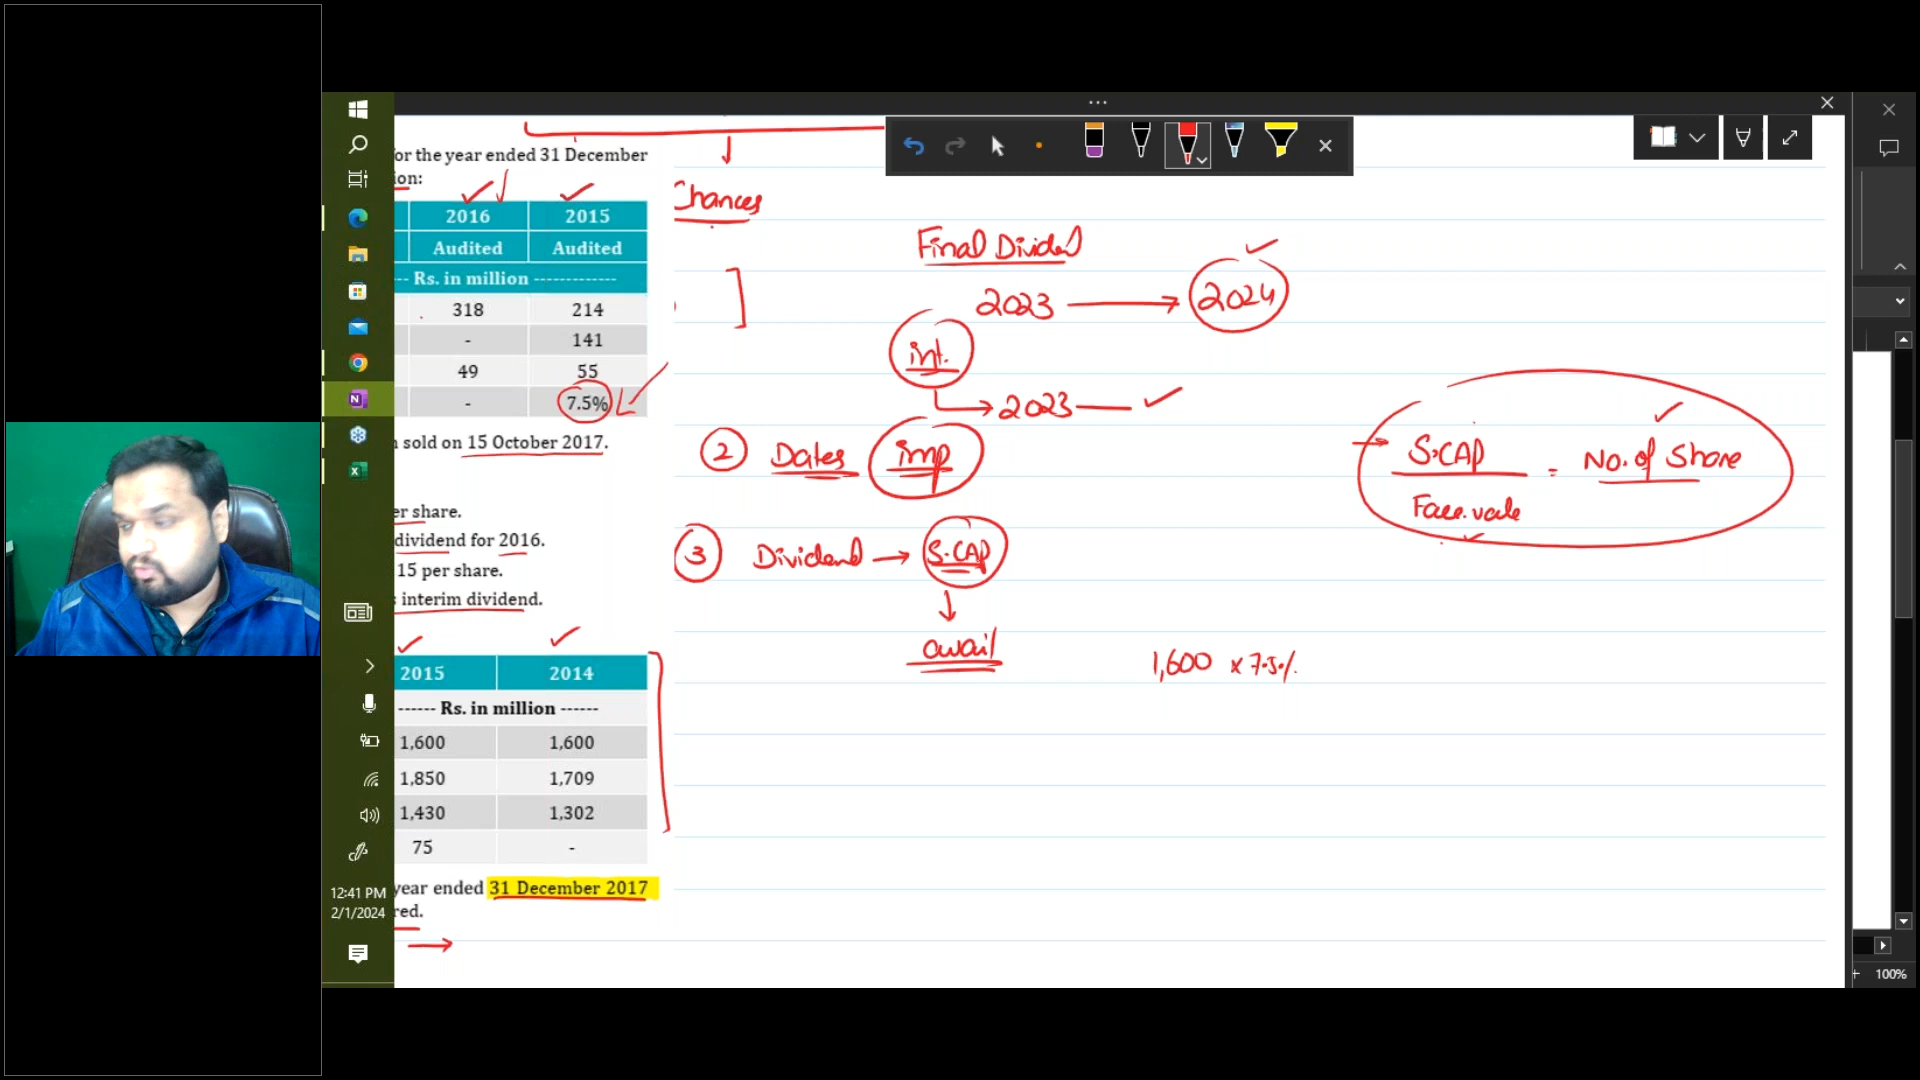 for the year ended 31 December
ion:
2016 2015
Audited Audited
-- Rs. in million -------------
318 214
- 141
49 55
- 7.5%
sold on 15 October 2017.
er share.
dividend for 2016.
15 per share.
s interim dividend.
2015 2014
------ Rs. in million ------
1,600 1,600
1,850 1,709
1,430 1,302
75 -
year ended 31 December 2017
red.
Chances
Final Dividend
2023 → 2024
int.
→ 2023
2 Dates imp
3 Dividend → S.CAP
↓
avail
1,600 x 7.5%
S.CAP = No. of Share
Face.vale
12:41 PM
2/1/2024
100%